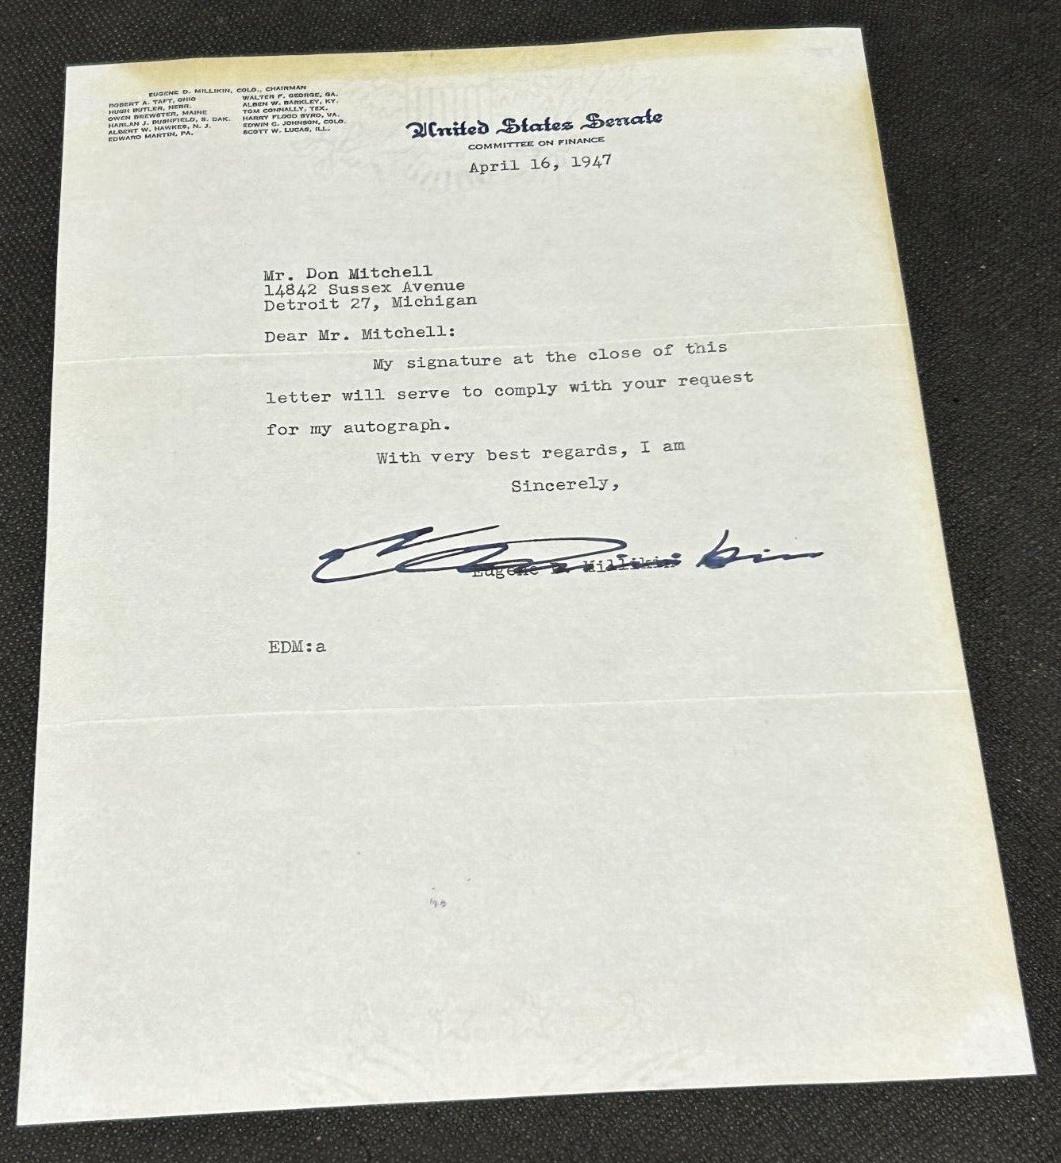 EUGENE D. MILLIKIN, COLO., CHAIRMAN
ROBERT A. TAFT, OHIO
HUGH BUTLER, NEBR.
OWEN BREWSTER, MAINE
HARLAN J. BUSHFIELD, S. DAK.
ALBERT W. HAWKES, N. J.
EDWARD MARTIN, PA.
WALTER F. GEORGE, GA.
ALBEN W. BARKLEY, KY.
TOM CONNALLY, TEX.
HARRY FLOOD BYRD, VA.
EDWIN C. JOHNSON, COLO.
SCOTT W. LUCAS, ILL.
United States Senate
COMMITTEE ON FINANCE
April 16, 1947
Mr. Don Mitchell
14842 Sussex Avenue
Detroit 27, Michigan
Dear Mr. Mitchell:
My signature at the close of this
letter will serve to comply with your request
for my autograph.
With very best regards, I am
Sincerely,
Eugene D. Millikin
EDM:a